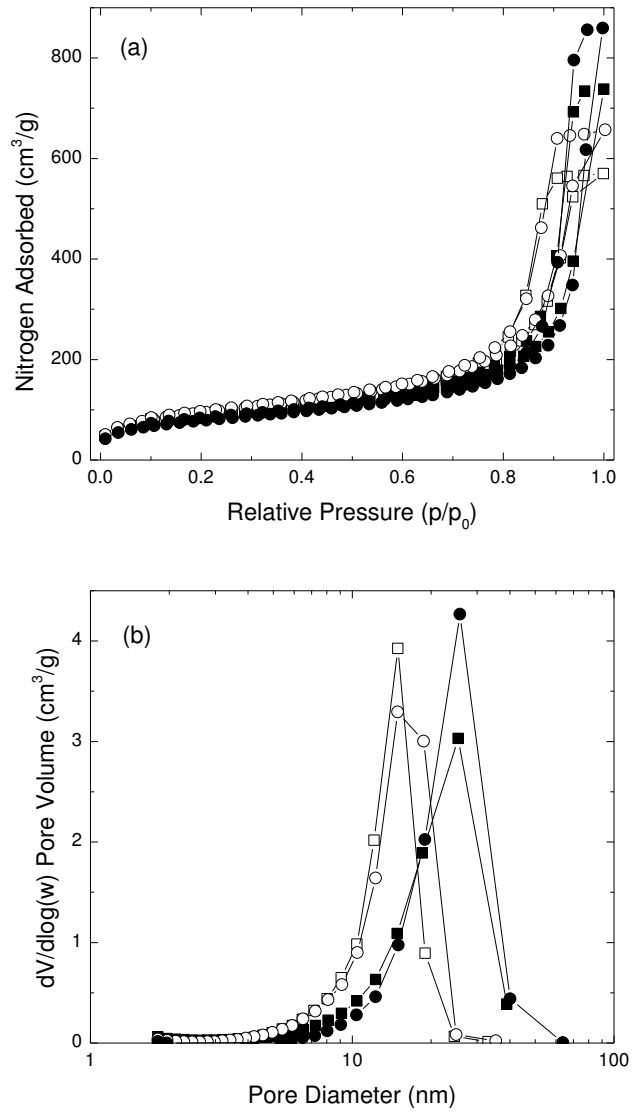 (a)
800
600
400
200
0
0.0 0.2 0.4 0.6 0.8 1.0
Nitrogen Adsorbed (cm³/g)
Relative Pressure (p/p₀)
(b)
4
3
2
1
0
1 10 100
dV/dlog(w) Pore Volume (cm³/g)
Pore Diameter (nm)